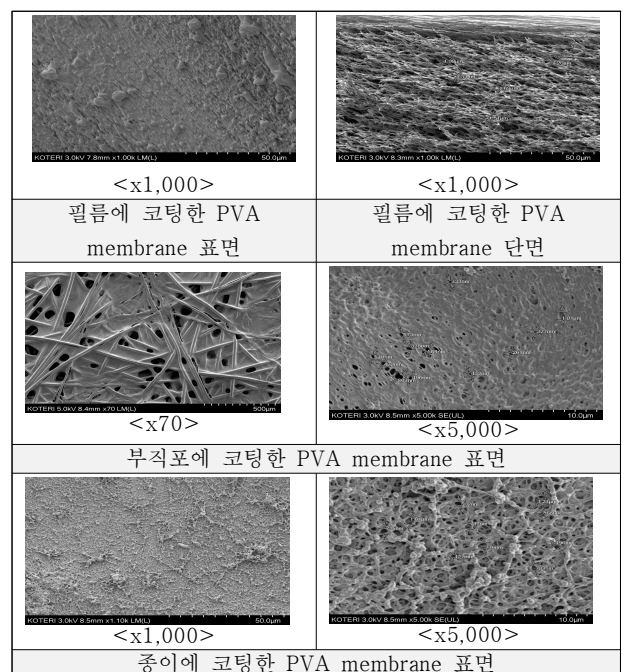 KOTERI 3.0kV 7.8mm x1.00k LM(L) 50.0μm
KOTERI 3.0kV 8.3mm x1.00k LM(L) 50.0μm
<x1,000>
<x1,000>
필름에 코팅한 PVA
membrane 표면
필름에 코팅한 PVA
membrane 단면
KOTERI 5.0kV 8.4mm x70 LM(L) 500μm
KOTERI 3.0kV 8.5mm x5.00k SE(UL) 10.0μm
<x70>
<x5,000>
부직포에 코팅한 PVA membrane 표면
KOTERI 3.0kV 8.5mm x1.10k LM(L) 50.0μm
KOTERI 3.0kV 8.5mm x5.00k SE(UL) 10.0μm
<x1,000>
<x5,000>
종이에 코팅한 PVA membrane 표면